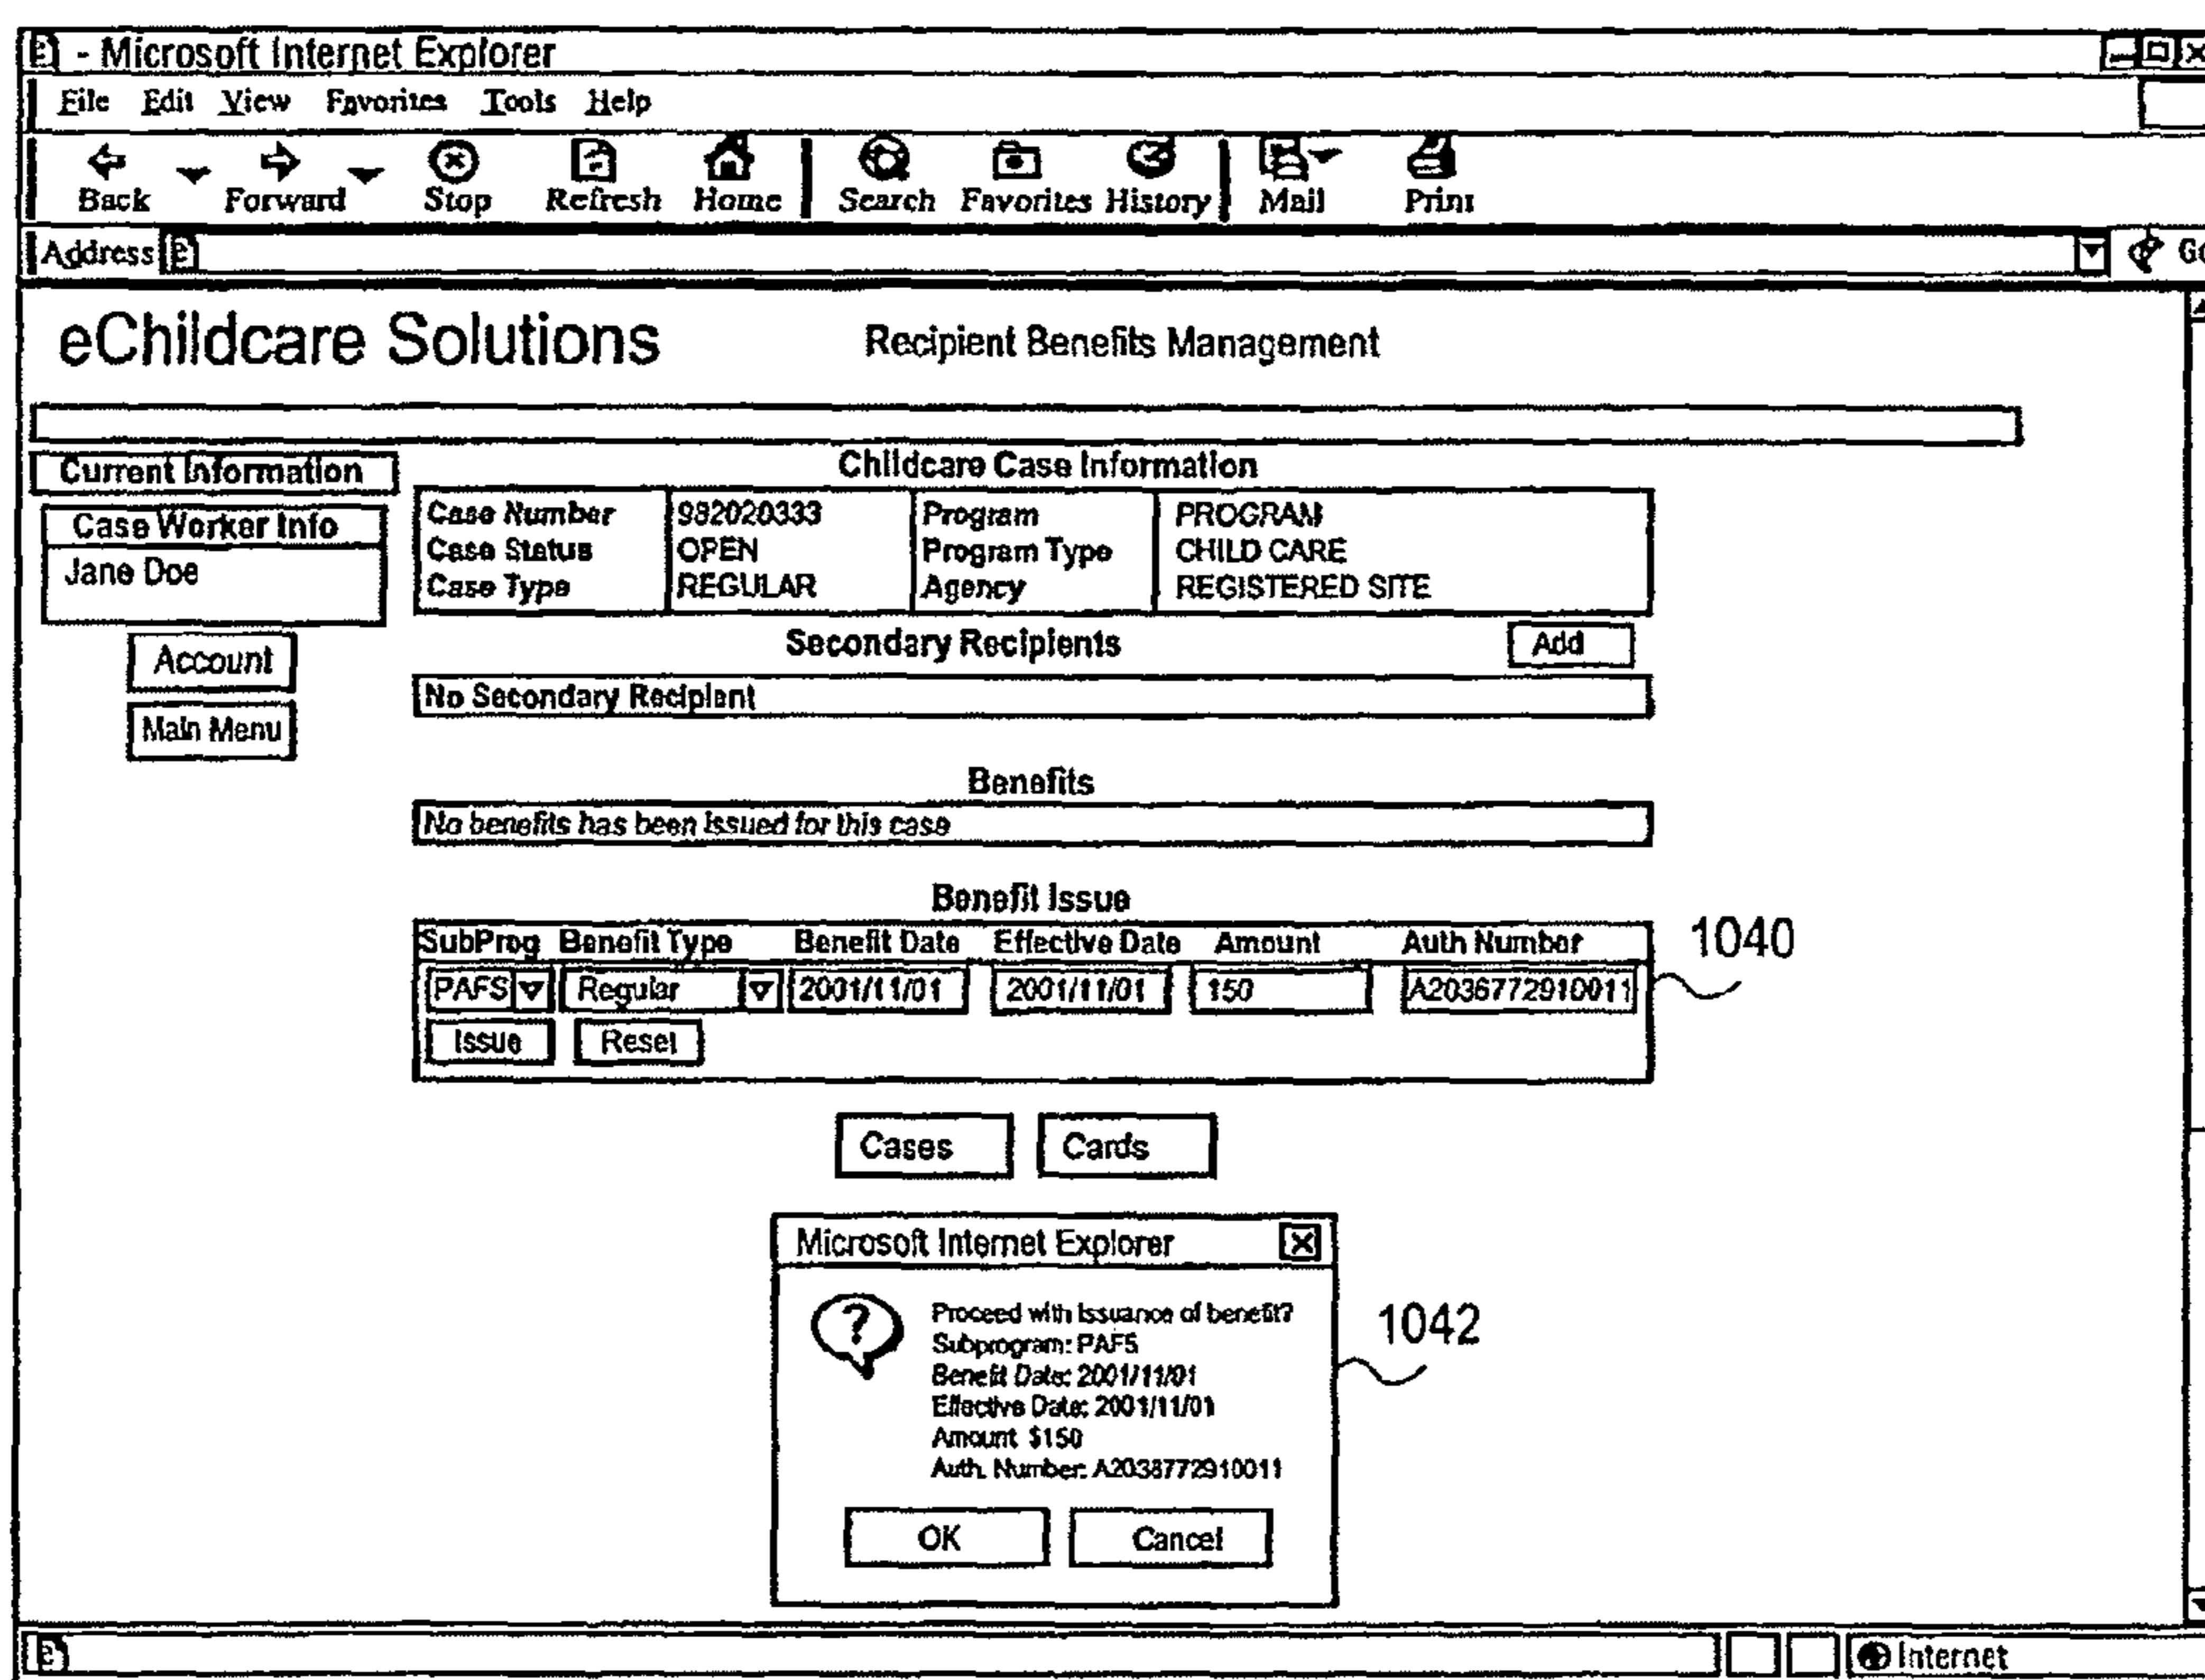 - Microsoft Internet Explorer
File Edit View Favorites Tools Help
Back Forward Stop Refresh Home Search Favorites History Mail Print
Address Go
eChildcare Solutions Recipient Benefits Management
Current Information
Childcare Case Information
Case Worker Info
Jane Doe
Case Number 982020333 Program PROGRAM
Case Status OPEN Program Type CHILD CARE
Case Type REGULAR Agency REGISTERED SITE
Account
Main Menu
Secondary Recipients Add
No Secondary Recipient
Benefits
No benefits has been issued for this case
Benefit Issue
SubProg Benefit Type Benefit Date Effective Date Amount Auth Number
PAFS Regular 2001/11/01 2001/11/01 150 A2036772910011
Issue Reset
1040
Cases Cards
Microsoft Internet Explorer
Proceed with Issuance of benefit?
Subprogram: PAFS
Benefit Date: 2001/11/01
Effective Date: 2001/11/01
Amount $150
Auth. Number: A2038772910011
OK Cancel
1042
Internet